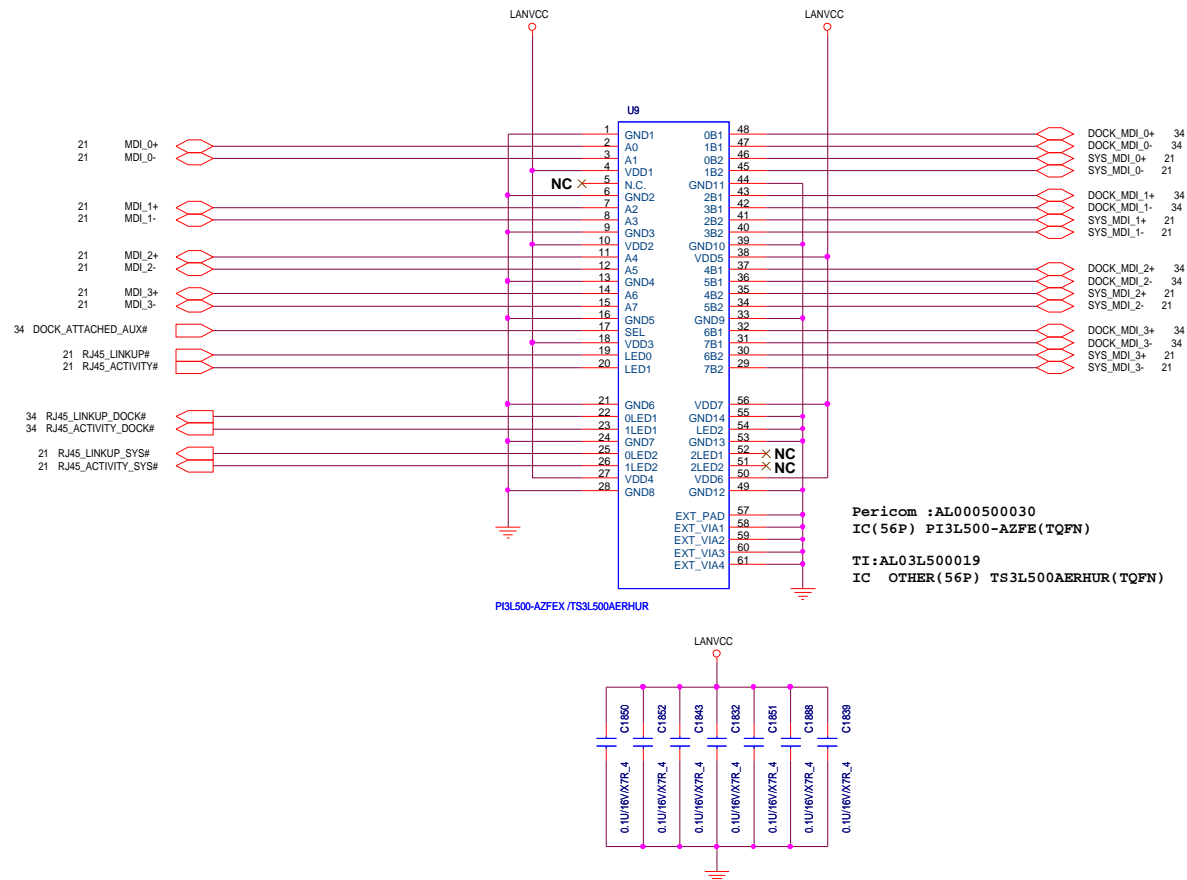 LANVCC
LANVCC
U9
21 MDI_0+ 2 A0
21 MDI_0- 3 A1
1 GND1
4 VDD1
NC 5 N.C.
6 GND2
21 MDI_1+ 7 A2
21 MDI_1- 8 A3
9 GND3
10 VDD2
21 MDI_2+ 11 A4
21 MDI_2- 12 A5
13 GND4
21 MDI_3+ 14 A6
21 MDI_3- 15 A7
16 GND5
34 DOCK_ATTACHED_AUX# 17 SEL
18 VDD3
21 RJ45_LINKUP# 19 LED0
21 RJ45_ACTIVITY# 20 LED1
21 GND6
34 RJ45_LINKUP_DOCK# 22 0LED1
34 RJ45_ACTIVITY_DOCK# 23 1LED1
24 GND7
21 RJ45_LINKUP_SYS# 25 0LED2
21 RJ45_ACTIVITY_SYS# 26 1LED2
27 VDD4
28 GND8
0B1 48 DOCK_MDI_0+ 34
1B1 47 DOCK_MDI_0- 34
0B2 46 SYS_MDI_0+ 21
1B2 45 SYS_MDI_0- 21
GND11 44
2B1 43 DOCK_MDI_1+ 34
3B1 42 DOCK_MDI_1- 34
2B2 41 SYS_MDI_1+ 21
3B2 40 SYS_MDI_1- 21
GND10 39
VDD5 38
4B1 37 DOCK_MDI_2+ 34
5B1 36 DOCK_MDI_2- 34
4B2 35 SYS_MDI_2+ 21
5B2 34 SYS_MDI_2- 21
GND9 33
6B1 32 DOCK_MDI_3+ 34
7B1 31 DOCK_MDI_3- 34
6B2 30 SYS_MDI_3+ 21
7B2 29 SYS_MDI_3- 21
VDD7 56
GND14 55
LED2 54
GND13 53
2LED1 52 NC
2LED2 51 NC
VDD6 50
GND12 49
EXT_PAD 57
EXT_VIA1 58
EXT_VIA2 59
EXT_VIA3 60
EXT_VIA4 61
PI3L500-AZFEX /TS3L500AERHUR
Pericom :AL000500030
IC(56P) PI3L500-AZFE(TQFN)
TI:AL03L500019
IC OTHER(56P) TS3L500AERHUR(TQFN)
LANVCC
C1850 0.1U/16V/X7R_4
C1852 0.1U/16V/X7R_4
C1843 0.1U/16V/X7R_4
C1832 0.1U/16V/X7R_4
C1851 0.1U/16V/X7R_4
C1888 0.1U/16V/X7R_4
C1839 0.1U/16V/X7R_4